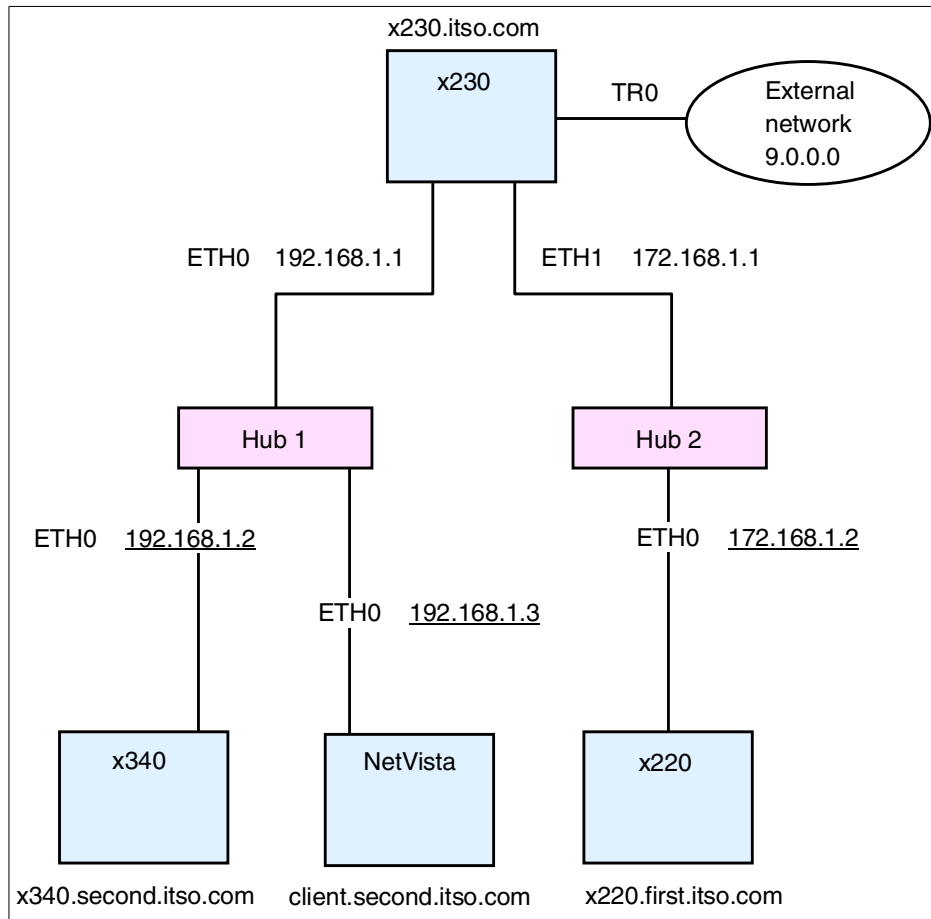 x230.itso.com
x230
TR0
External
network
9.0.0.0
ETH0 192.168.1.1
ETH1 172.168.1.1
Hub 1
Hub 2
ETH0 192.168.1.2
ETH0 172.168.1.2
ETH0 192.168.1.3
x340
NetVista
x220
x340.second.itso.com
client.second.itso.com
x220.first.itso.com